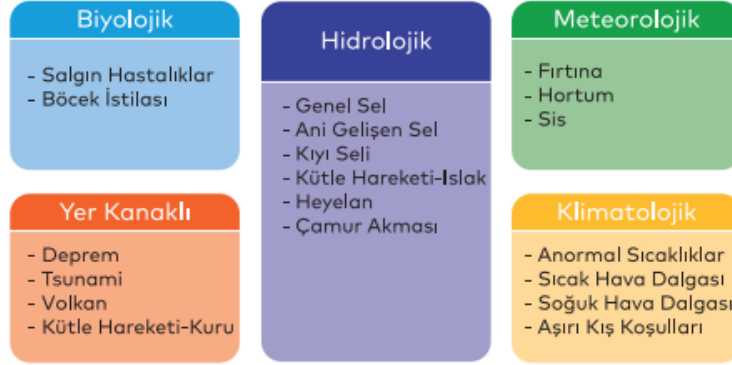 Biyolojik
- Salgın Hastalıklar
- Böcek İstilası
Yer Kanaklı
- Deprem
- Tsunami
- Volkan
- Kütle Hareketi-Kuru
Hidrolojik
- Genel Sel
- Ani Gelişen Sel
- Kıyı Seli
- Kütle Hareketi-Islak
- Heyelan
- Çamur Akması
Meteorolojik
- Fırtına
- Hortum
- Sis
Klimatolojik
- Anormal Sıcaklıklar
- Sıcak Hava Dalgası
- Soğuk Hava Dalgası
- Aşırı Kış Koşulları